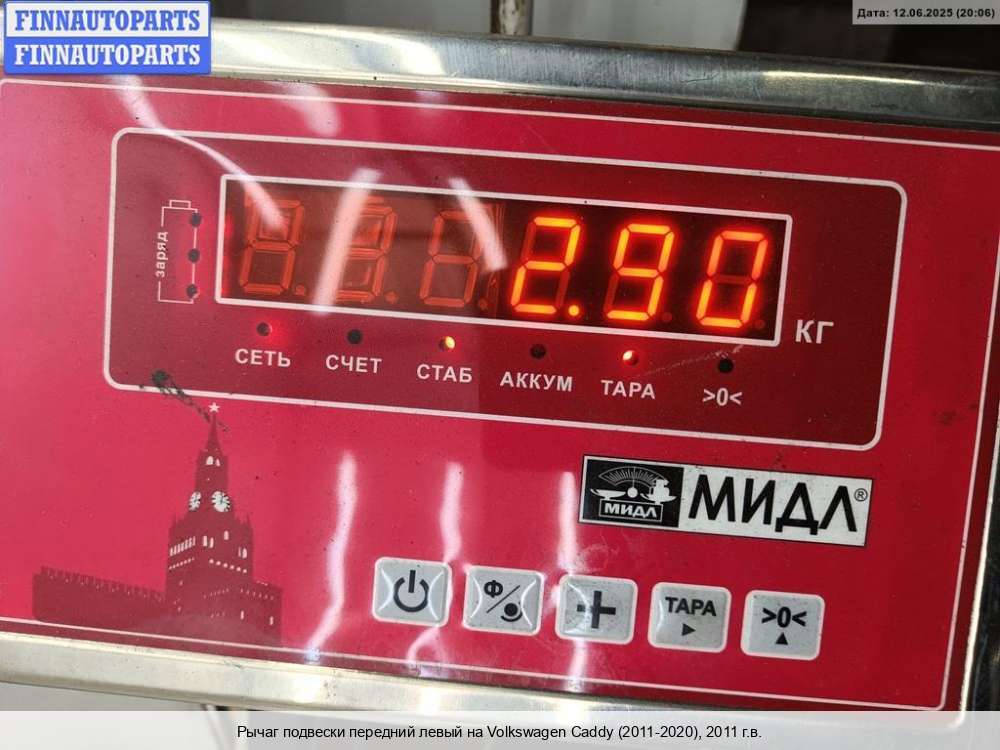 FINNAUTOPARTS
FINNAUTOPARTS
Дата: 12.06.2025 (20:06)
заряд
2.90
КГ
СЕТЬ СЧЕТ СТАБ АККУМ ТАРА >0<
МИДЛ МИДЛ®
Ф
ТАРА >0<
Рычаг подвески передний левый на Volkswagen Caddy (2011-2020), 2011 г.в.